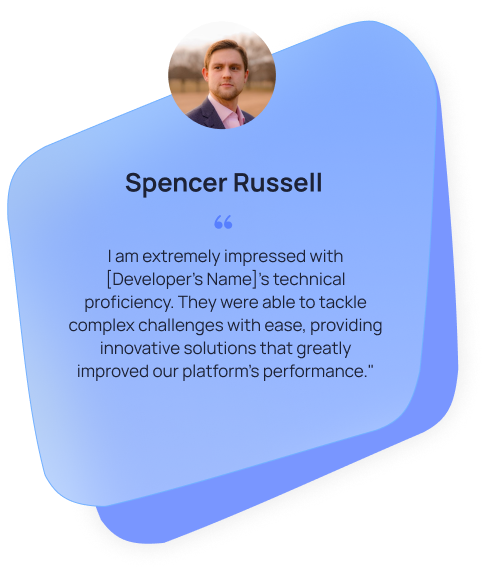 Spencer Russell
“
I am extremely impressed with
[Developer's Name]'s technical
proficiency. They were able to tackle
complex challenges with ease, providing
innovative solutions that greatly
improved our platform's performance."